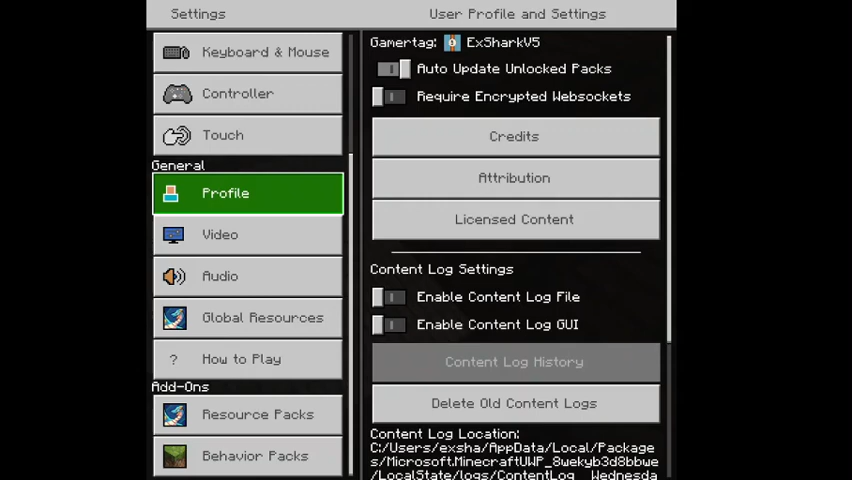 Settings
User Profile and Settings
Keyboard & Mouse
Controller
Touch
General
Profile
Video
Audio
Global Resources
? How to Play
Add-Ons
Resource Packs
Behavior Packs
Gamertag: ExSharkV5
Auto Update Unlocked Packs
Require Encrypted Websockets
Credits
Attribution
Licensed Content
Content Log Settings
Enable Content Log File
Enable Content Log GUI
Content Log History
Delete Old Content Logs
Content Log Location:
C:/Users/exsha/AppData/Local/Package
s/Microsoft.MinecraftUWP_8wekyb3d8bbwe
/LocalState/logs/ContentLog__Wednesda